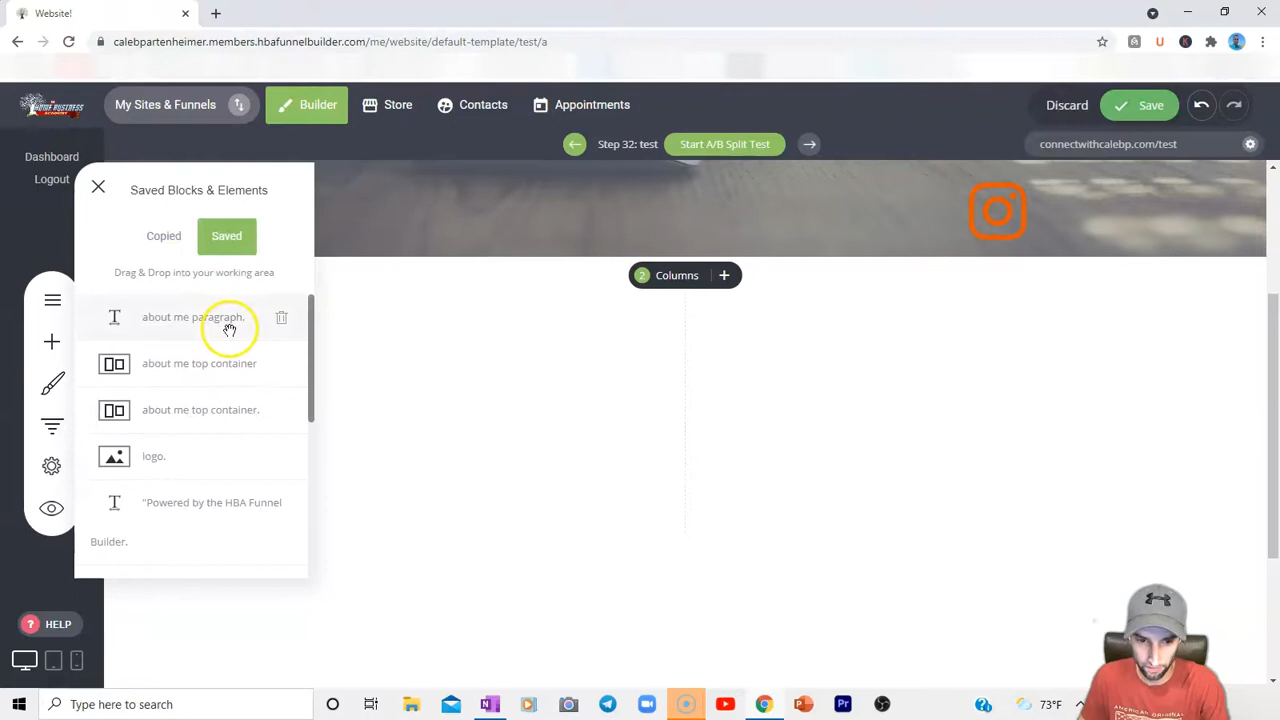 Website!
calebpartenheimer.members.hbafunnelbuilder.com/me/website/default-template/test/a
HOME BUSINESS
ACADEMY
My Sites & Funnels
Builder
Store
Contacts
Appointments
Discard
Save
Step 32: test
Start A/B Split Test
connectwithcalebp.com/test
Dashboard
Logout
Saved Blocks & Elements
Copied
Saved
Drag & Drop into your working area
about me paragraph.
about me top container
about me top container.
logo.
"Powered by the HBA Funnel
Builder.
2 Columns +
? HELP
Type here to search
73°F